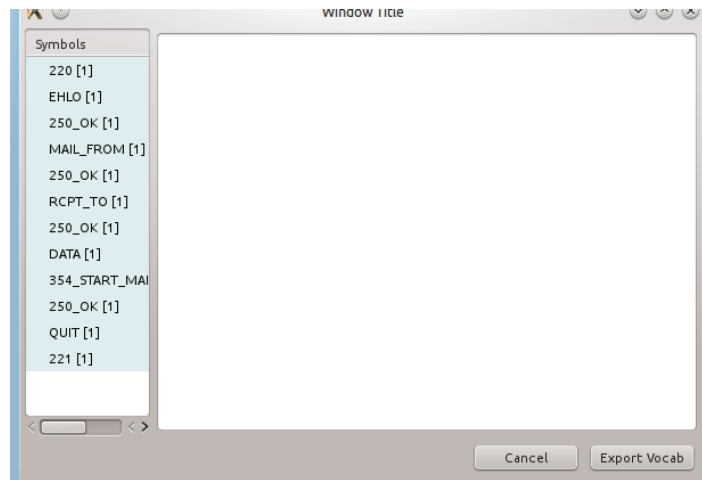 Window Title
Symbols
220 [1]
EHLO [1]
250_OK [1]
MAIL_FROM [1]
250_OK [1]
RCPT_TO [1]
250_OK [1]
DATA [1]
354_START_MAI
250_OK [1]
QUIT [1]
221 [1]
Cancel
Export Vocab